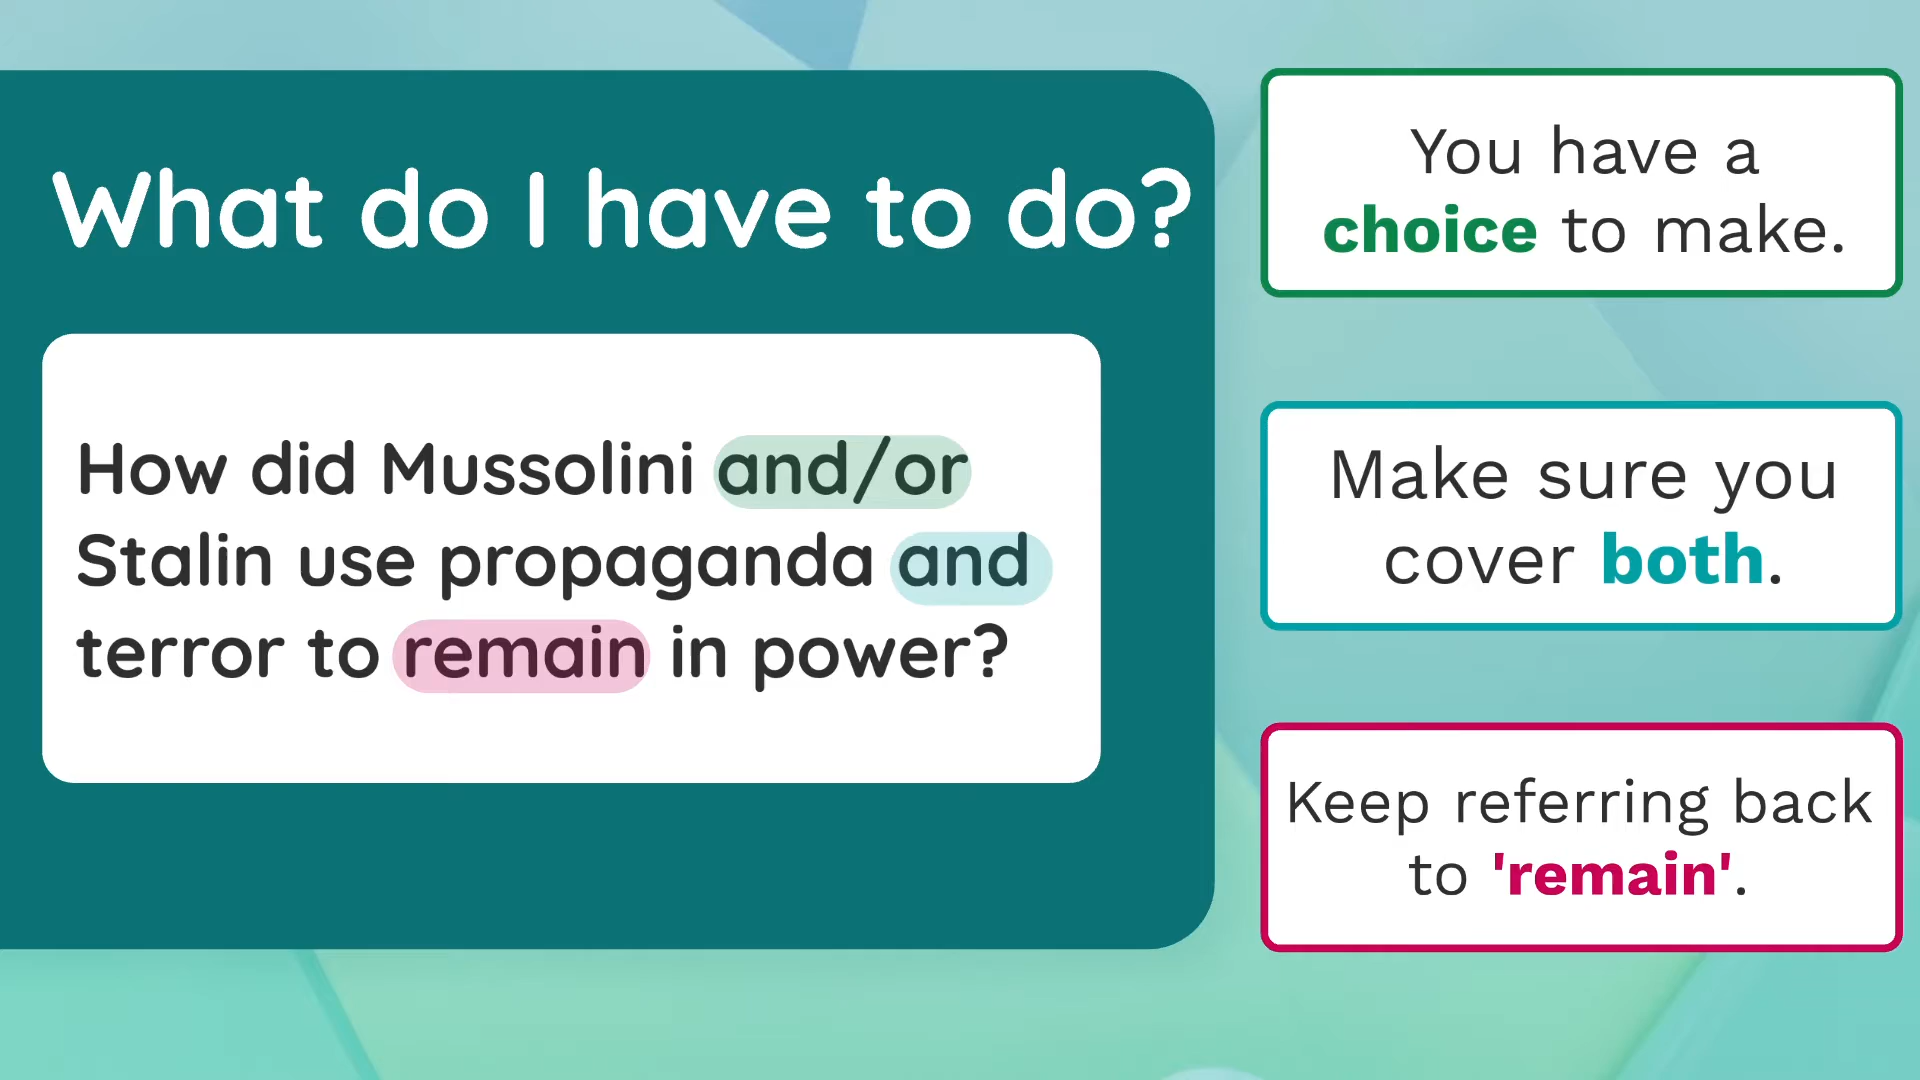 What do I have to do?
How did Mussolini and/or
Stalin use propaganda and
terror to remain in power?
You have a
choice to make.
Make sure you
cover both.
Keep referring back
to 'remain'.